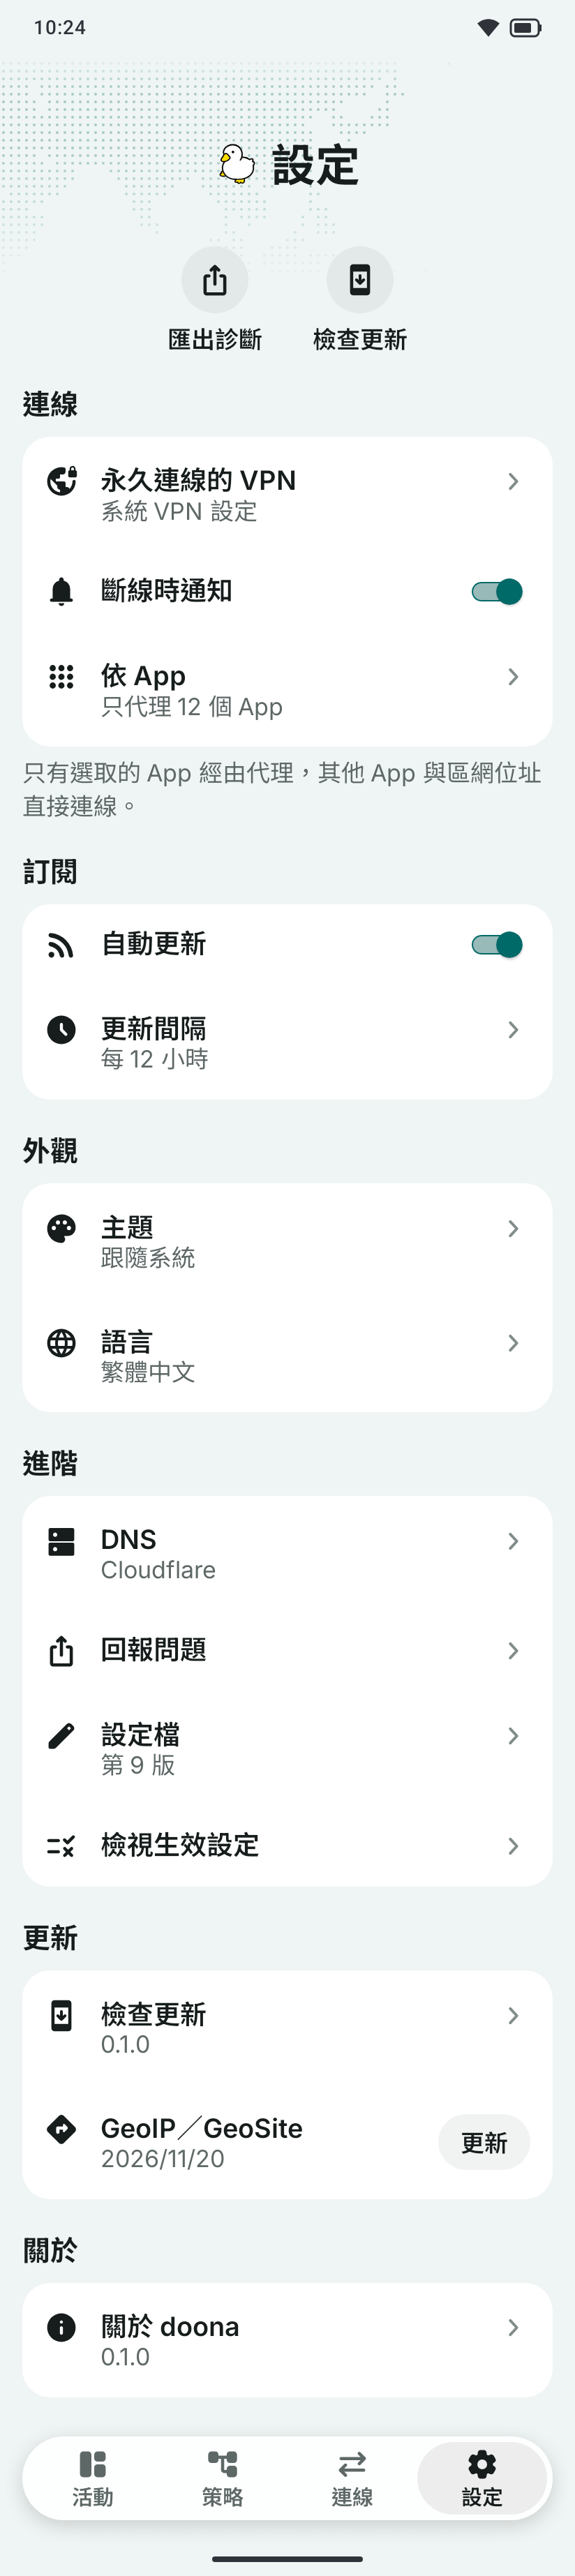 10:24
設定
匯出診斷
檢查更新
連線
永久連線的 VPN
系統 VPN 設定
斷線時通知
依 App
只代理 12 個 App
只有選取的 App 經由代理，其他 App 與區網位址
直接連線。
訂閱
自動更新
更新間隔
每 12 小時
外觀
主題
跟隨系統
語言
繁體中文
進階
DNS
Cloudflare
回報問題
設定檔
第 9 版
檢視生效設定
更新
檢查更新
0.1.0
GeoIP／GeoSite
2026/11/20
更新
關於
關於 doona
0.1.0
活動
策略
連線
設定